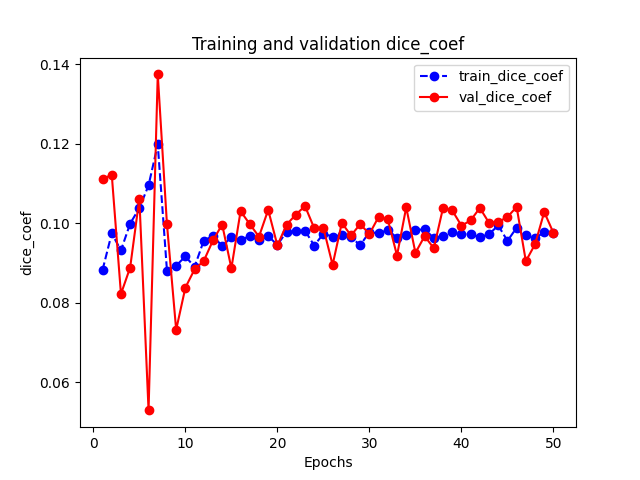 Training and validation dice_coef
train_dice_coef
val_dice_coef
dice_coef
0.14
0.12
0.10
0.08
0.06
0 10 20 30 40 50
Epochs